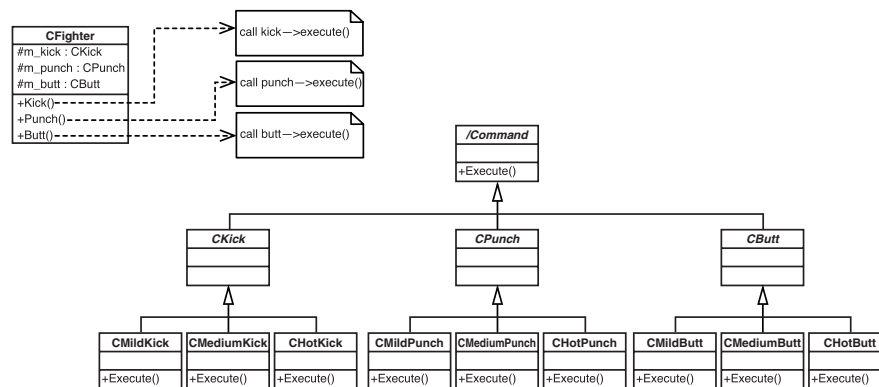 CFighter
#m_kick : CKick
#m_punch : CPunch
#m_butt : CButt
+Kick()
+Punch()
+Butt()
call kick—>execute()
call punch—>execute()
call butt—>execute()
/Command
+Execute()
CKick
CPunch
CButt
CMildKick
CMediumKick
CHotKick
CMildPunch
CMediumPunch
CHotPunch
CMildButt
CMediumButt
CHotButt
+Execute()
+Execute()
+Execute()
+Execute()
+Execute()
+Execute()
+Execute()
+Execute()
+Execute()